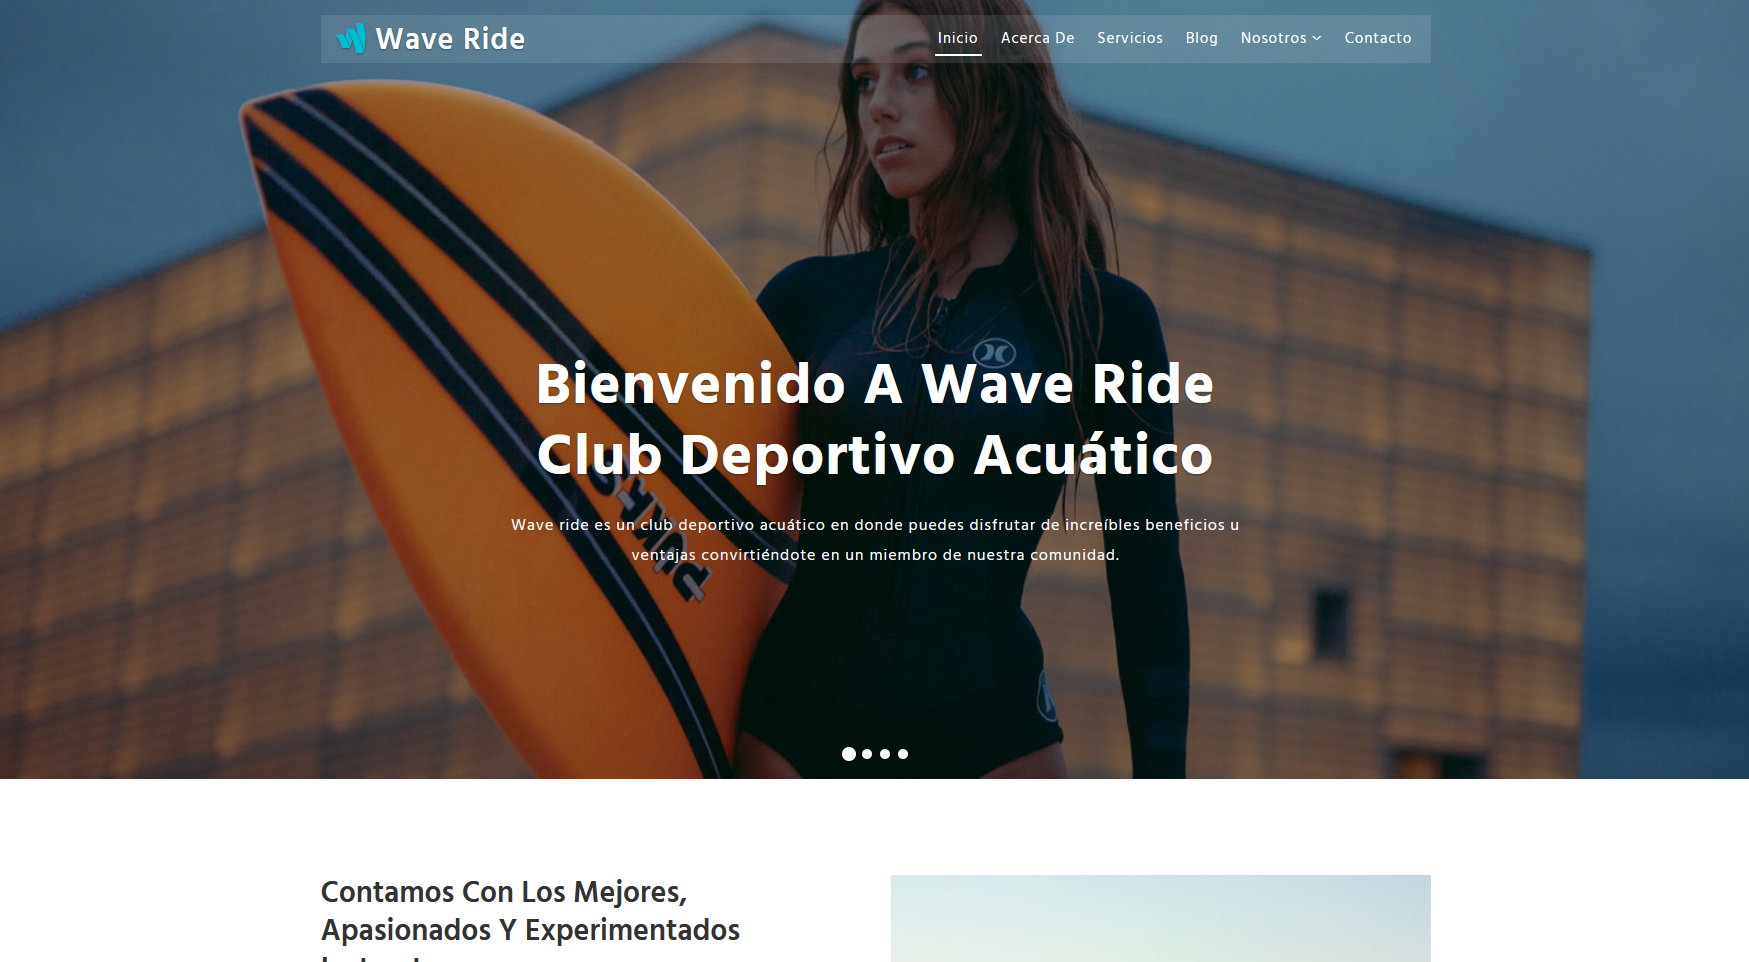 Wave Ride
Inicio Acerca De Servicios Blog Nosotros Contacto
Bienvenido A Wave Ride
Club Deportivo Acuático
Wave ride es un club deportivo acuático en donde puedes disfrutar de increíbles beneficios u
ventajas convirtiéndote en un miembro de nuestra comunidad.
Contamos Con Los Mejores,
Apasionados Y Experimentados